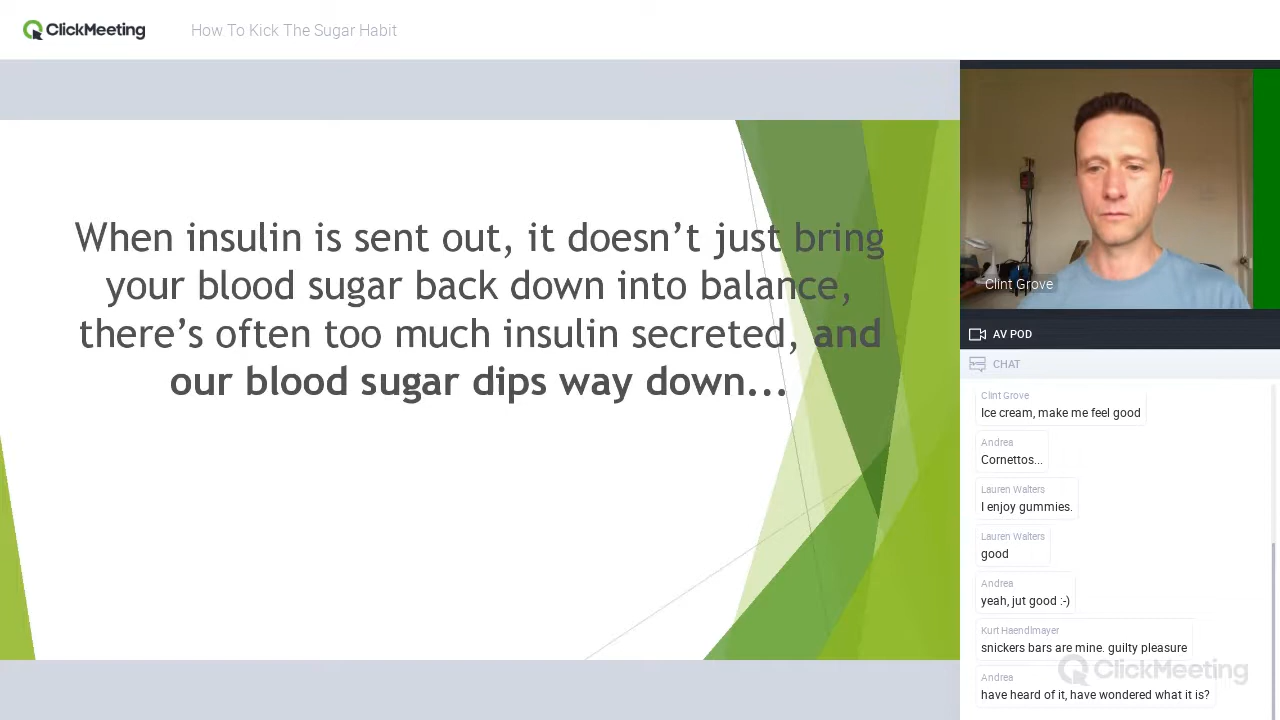 ClickMeeting
How To Kick The Sugar Habit
When insulin is sent out, it doesn’t just bring
your blood sugar back down into balance,
there’s often too much insulin secreted, and
our blood sugar dips way down...
Clint Grove
AV POD
CHAT
Clint Grove
Ice cream, make me feel good
Andrea
Cornettos...
Lauren Walters
I enjoy gummies.
Lauren Walters
good
Andrea
yeah, jut good :-)
Kurt Haendlmayer
snickers bars are mine. guilty pleasure
ClickMeeting
Andrea
have heard of it, have wondered what it is?